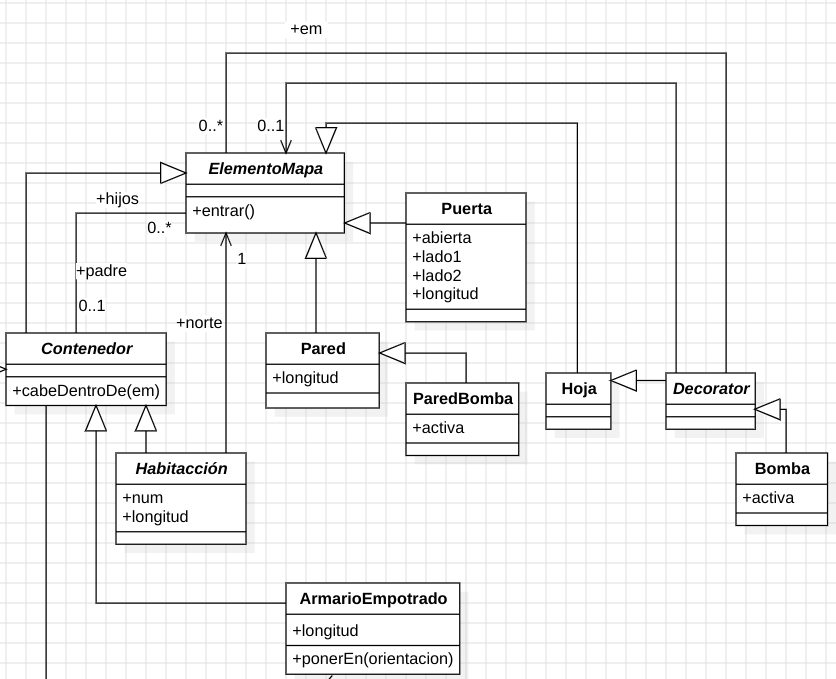 +em
0..*
0..1
ElementoMapa
+entrar()
+hijos
0..*
+padre
0..1
1
+norte
Puerta
+abierta
+lado1
+lado2
+longitud
Contenedor
+cabeDentroDe(em)
Pared
+longitud
ParedBomba
+activa
Hoja
Decorator
Bomba
+activa
Habitacción
+num
+longitud
ArmarioEmpotrado
+longitud
+ponerEn(orientacion)